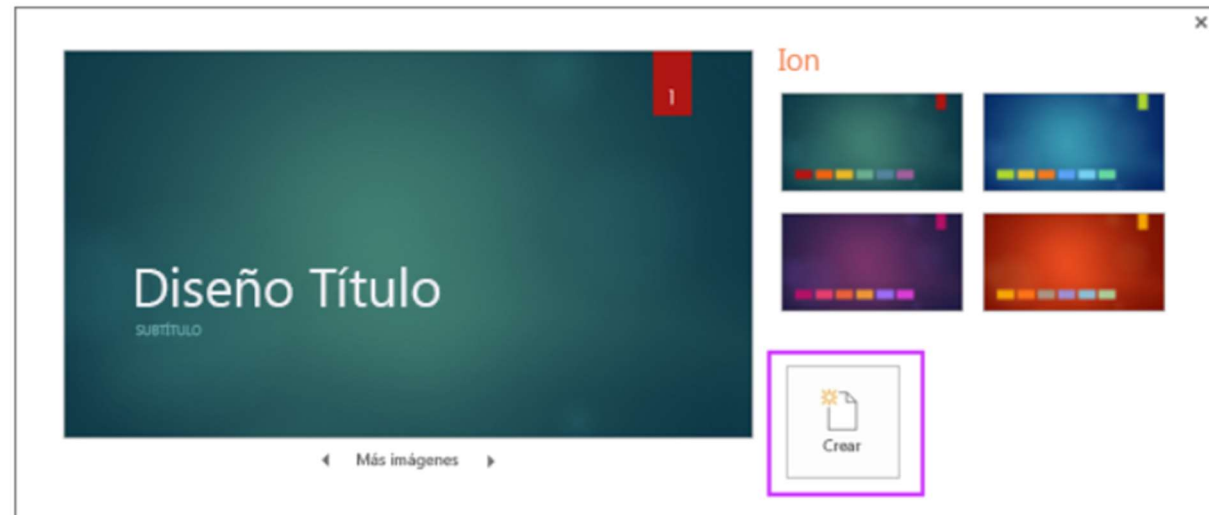 1
Diseño Título
SUBTÍTULO
Más imágenes
Ion
Crear